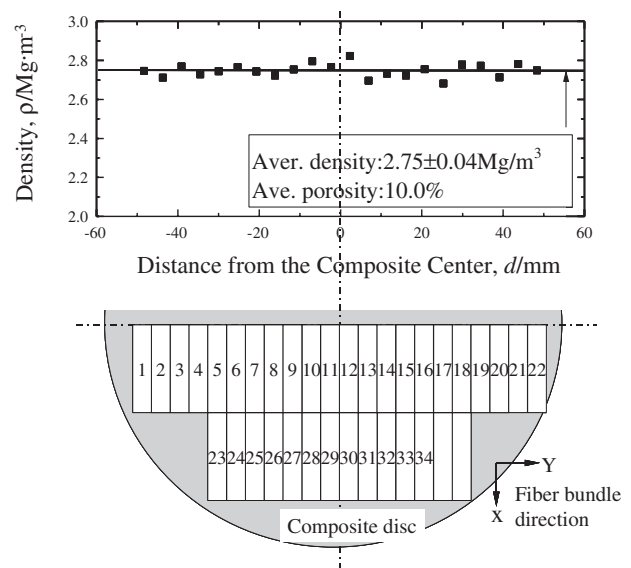 3.0
2.8
2.6
2.4
2.2
2.0
Density, ρ/Mg·m-3
Aver. density:2.75±0.04Mg/m3
Ave. porosity:10.0%
-60 -40 -20 0 20 40 60
Distance from the Composite Center, d/mm
1 2 3 4 5 6 7 8 9 10 11 12 13 14 15 16 17 18 19 20 21 22
23 24 25 26 27 28 29 30 31 32 33 34
Y
X
Fiber bundle
direction
Composite disc